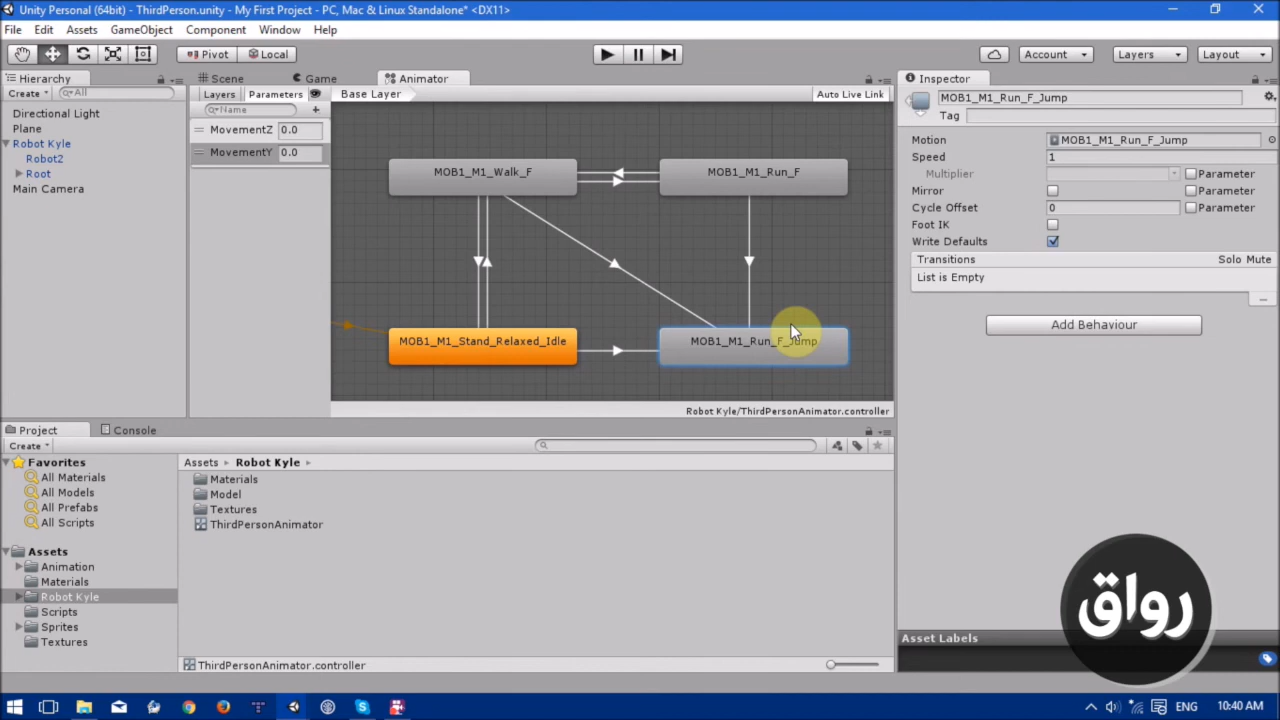 Unity Personal (64bit) - ThirdPerson.unity - My First Project - PC, Mac & Linux Standalone* <DX11>
File Edit Assets GameObject Component Window Help
Pivot Local Account Layers Layout
Hierarchy
Create All
Directional Light
Plane
Robot Kyle
Robot2
Root
Main Camera
Scene Game Animator
Layers Parameters
Name +
MovementZ 0.0
MovementY 0.0
Base Layer Auto Live Link
MOB1_M1_Walk_F MOB1_M1_Run_F
MOB1_M1_Stand_Relaxed_Idle MOB1_M1_Run_F_Jump
Robot Kyle/ThirdPersonAnimator.controller
Inspector
MOB1_M1_Run_F_Jump
Tag
Motion MOB1_M1_Run_F_Jump
Speed 1
Multiplier Parameter
Mirror Parameter
Cycle Offset 0 Parameter
Foot IK
Write Defaults
Transitions Solo Mute
List is Empty
Add Behaviour
Asset Labels
Project Console
Create
Favorites
All Materials
All Models
All Prefabs
All Scripts
Assets
Animation
Materials
Robot Kyle
Scripts
Sprites
Textures
Assets Robot Kyle
Materials
Model
Textures
ThirdPersonAnimator
ThirdPersonAnimator.controller
رواق
ENG 10:40 AM